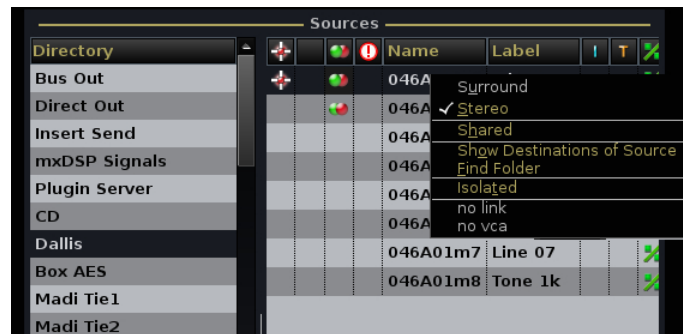 Sources
Directory
Bus Out
Direct Out
Insert Send
mxDSP Signals
Plugin Server
CD
Dallis
Box AES
Madi Tie1
Madi Tie2
Name Label I T %
046A
046A
046A
046A
046A
046A
046A01m7 Line 07
046A01m8 Tone 1k
Surround
Stereo
Shared
Show Destinations of Source
Find Folder
Isolated
no link
no vca